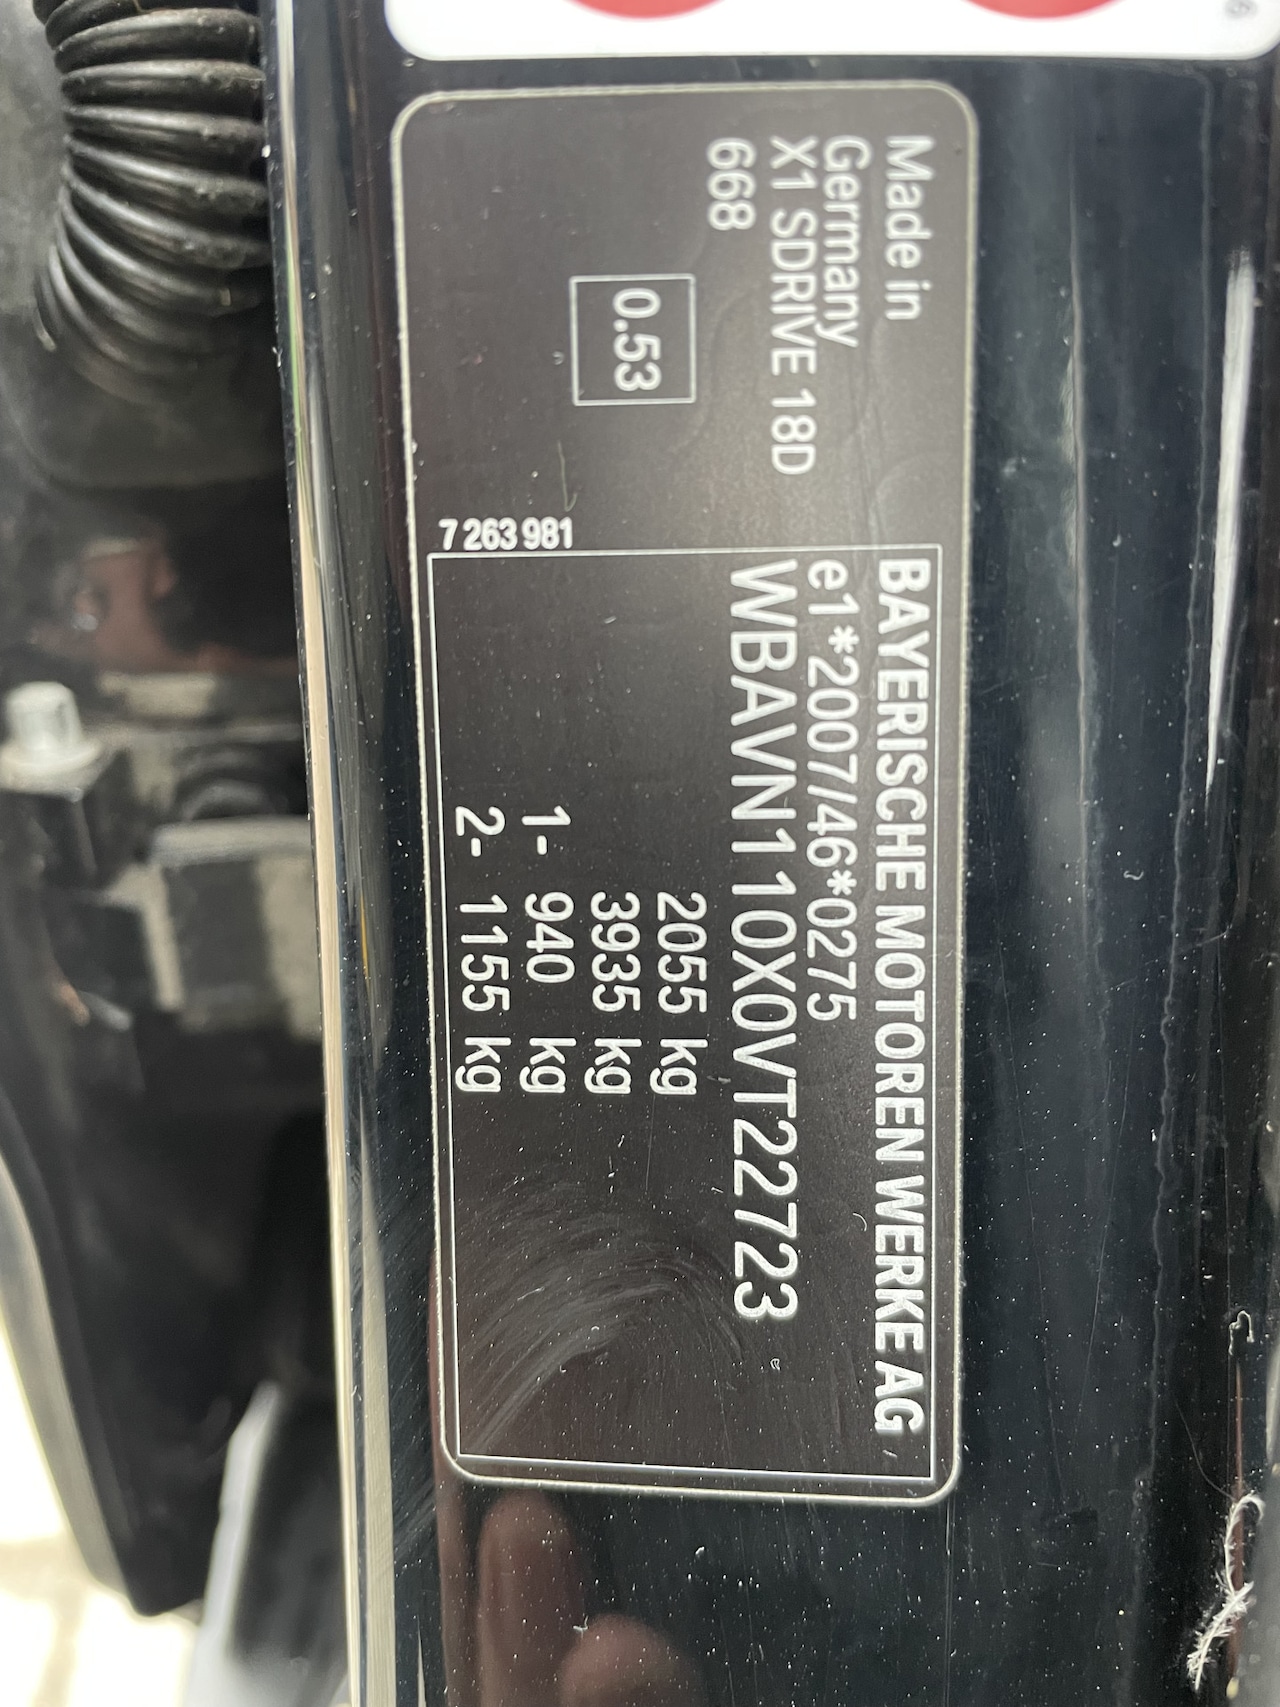 Made in
Germany
X1 SDRIVE 18D
668
0.53
7 263 981
BAYERISCHE MOTOREN WERKE AG
e1*2007/46*0275
WBAVN110X0VT22723
2055 kg
3935 kg
1- 940 kg
2- 1155 kg